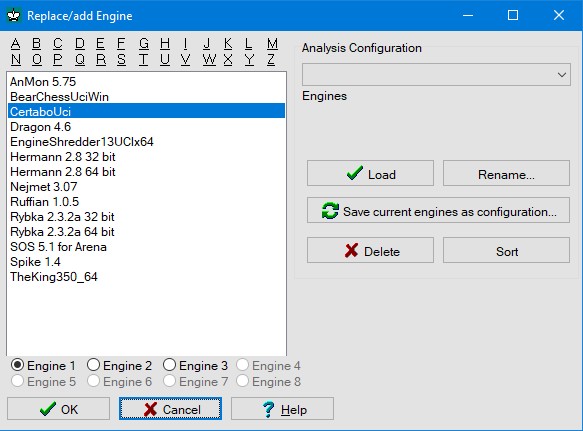 Replace/add Engine
A B C D E F G H I J K L M
N O P Q R S T U V W X Y Z
AnMon 5.75
BearChessUciWin
CertaboUci
Dragon 4.6
EngineShredder13UCIx64
Hermann 2.8 32 bit
Hermann 2.8 64 bit
Nejmet 3.07
Ruffian 1.0.5
Rybka 2.3.2a 32 bit
Rybka 2.3.2a 64 bit
SOS 5.1 for Arena
Spike 1.4
TheKing350_64
Engine 1 Engine 2 Engine 3 Engine 4
Engine 5 Engine 6 Engine 7 Engine 8
OK Cancel Help
Analysis Configuration
Engines
Load Rename...
Save current engines as configuration...
Delete Sort